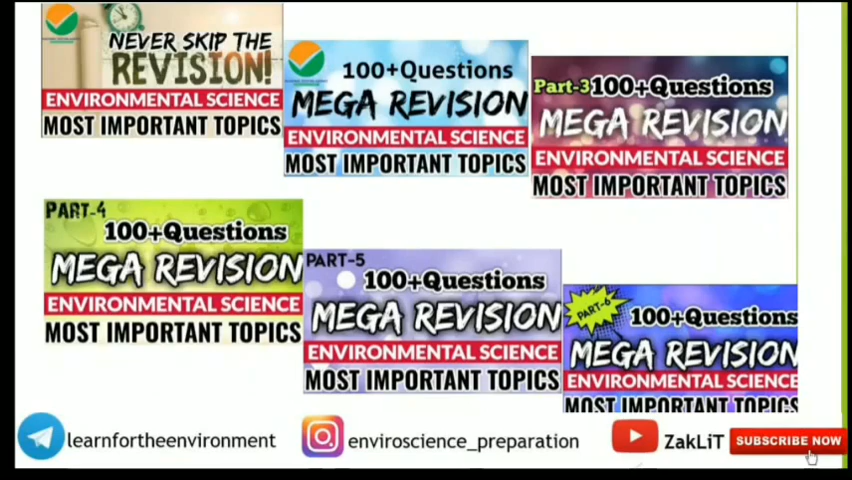 NEVER SKIP THE
REVISION!
ENVIRONMENTAL SCIENCE
MOST IMPORTANT TOPICS
100+Questions
MEGA REVISION
ENVIRONMENTAL SCIENCE
MOST IMPORTANT TOPICS
Part-3 100+Questions
MEGA REVISION
ENVIRONMENTAL SCIENCE
MOST IMPORTANT TOPICS
PART-4
100+Questions
MEGA REVISION
ENVIRONMENTAL SCIENCE
MOST IMPORTANT TOPICS
PART-5
100+Questions
MEGA REVISION
ENVIRONMENTAL SCIENCE
MOST IMPORTANT TOPICS
PART-6
100+Questions
MEGA REVISION
ENVIRONMENTAL SCIENCE
MOST IMPORTANT TOPICS
learnfortheenvironment
enviroscience_preparation
ZakLiT
SUBSCRIBE NOW